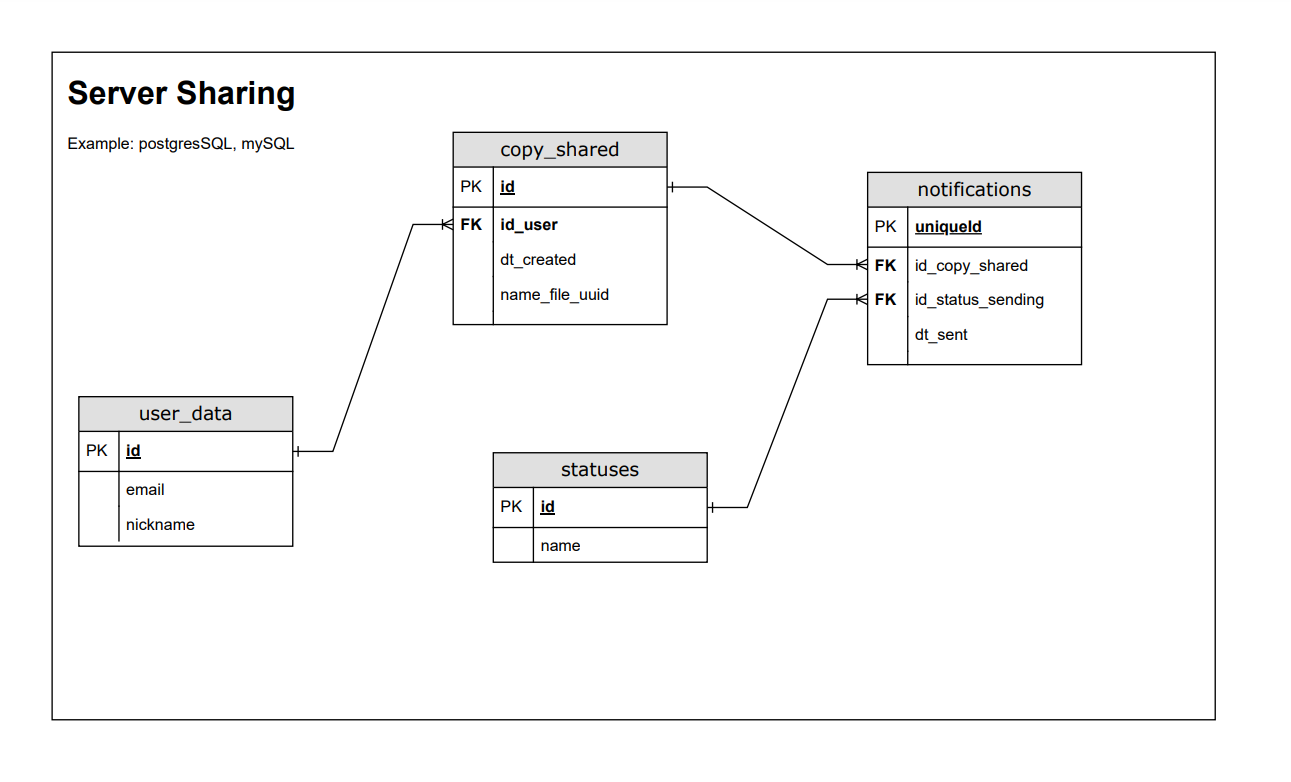 Server Sharing
Example: postgresSQL, mySQL
copy_shared
PK id
FK id_user
dt_created
name_file_uuid
notifications
PK uniqueId
FK id_copy_shared
FK id_status_sending
dt_sent
user_data
PK id
email
nickname
statuses
PK id
name